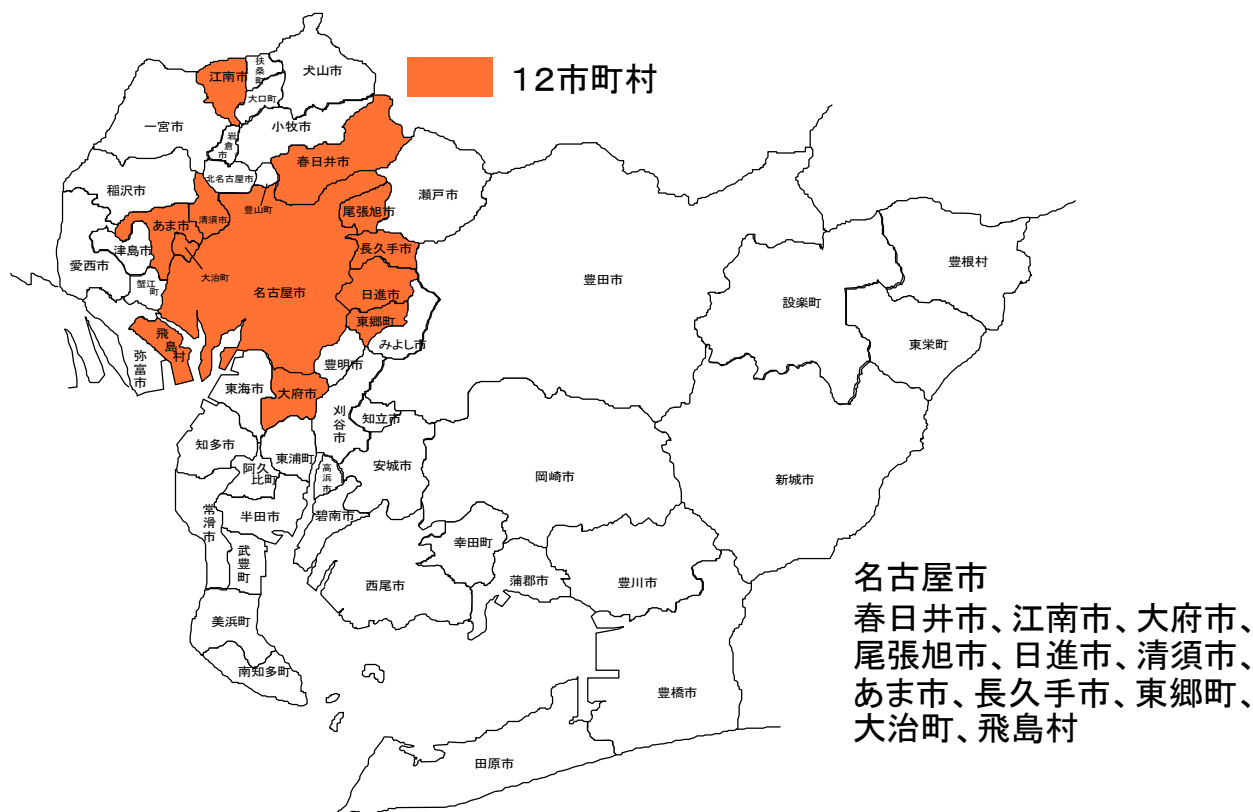 12市町村
犬山市
扶桑町
江南市
大口町
一宮市
小牧市
岩倉市
春日井市
北名古屋市
稲沢市
瀬戸市
豊山町
尾張旭市
清須市
あま市
津島市
長久手市
愛西市
大治町
豊田市
豊根村
蟹江町
名古屋市
日進市
設楽町
東郷町
飛島村
みよし市
東栄町
弥富市
豊明市
東海市
大府市
刈谷市
知立市
知多市
東浦町
阿久比町
高浜市
安城市
岡崎市
新城市
常滑市
半田市
碧南市
幸田町
武豊町
西尾市
蒲郡市
豊川市
美浜町
南知多町
豊橋市
田原市
名古屋市
春日井市、江南市、大府市、
尾張旭市、日進市、清須市、
あま市、長久手市、東郷町、
大治町、飛島村